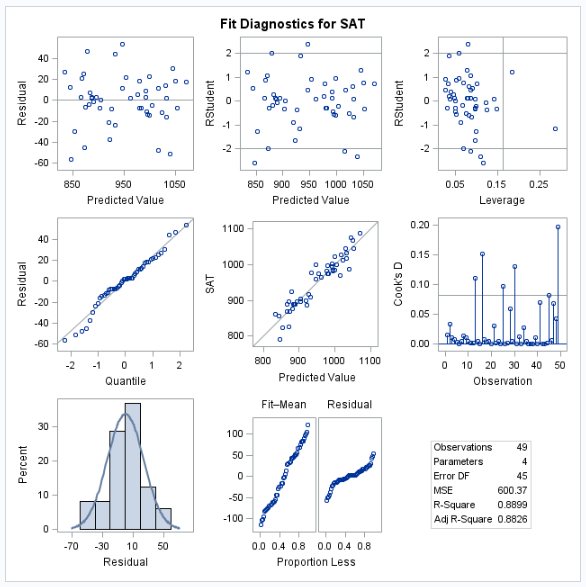 Fit Diagnostics for SAT
Residual
40
20
0
-20
-40
-60
850 950 1050
Predicted Value
RStudent
2
1
0
-1
-2
850 900 950 1000 1050
Predicted Value
RStudent
2
1
0
-1
-2
0.05 0.15 0.25
Leverage
Residual
40
20
0
-20
-40
-60
-2 -1 0 1 2
Quantile
SAT
1100
1000
900
800
800 900 1000 1100
Predicted Value
Cook's D
0.20
0.15
0.10
0.05
0.00
0 10 20 30 40 50
Observation
Percent
30
20
10
0
-70 -30 10 50
Residual
Fit–Mean Residual
100
50
0
-50
-100
0.0 0.4 0.8 0.0 0.4 0.8
Proportion Less
Observations 49
Parameters 4
Error DF 45
MSE 600.37
R-Square 0.8899
Adj R-Square 0.8826